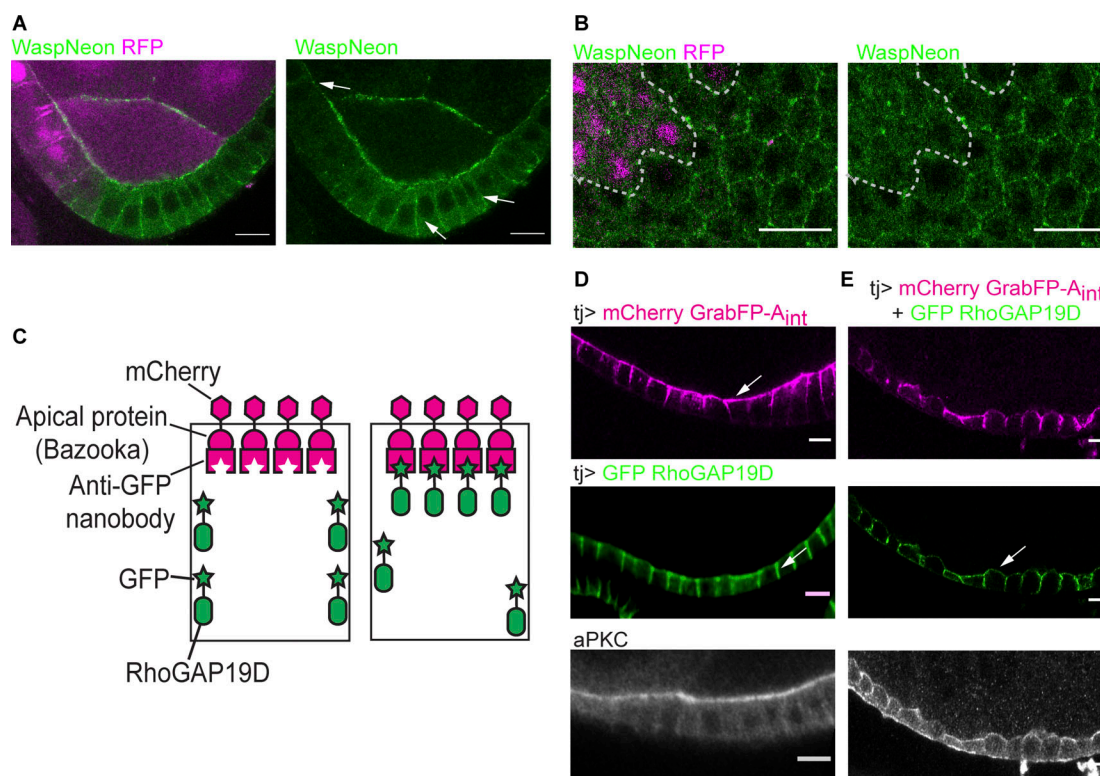 A
WaspNeon RFP
WaspNeon
B
WaspNeon RFP
WaspNeon
C
mCherry
Apical protein
(Bazooka)
Anti-GFP
nanobody
GFP
RhoGAP19D
D
tj> mCherry GrabFP-Aint
tj> GFP RhoGAP19D
aPKC
E
tj> mCherry GrabFP-Aint
+ GFP RhoGAP19D